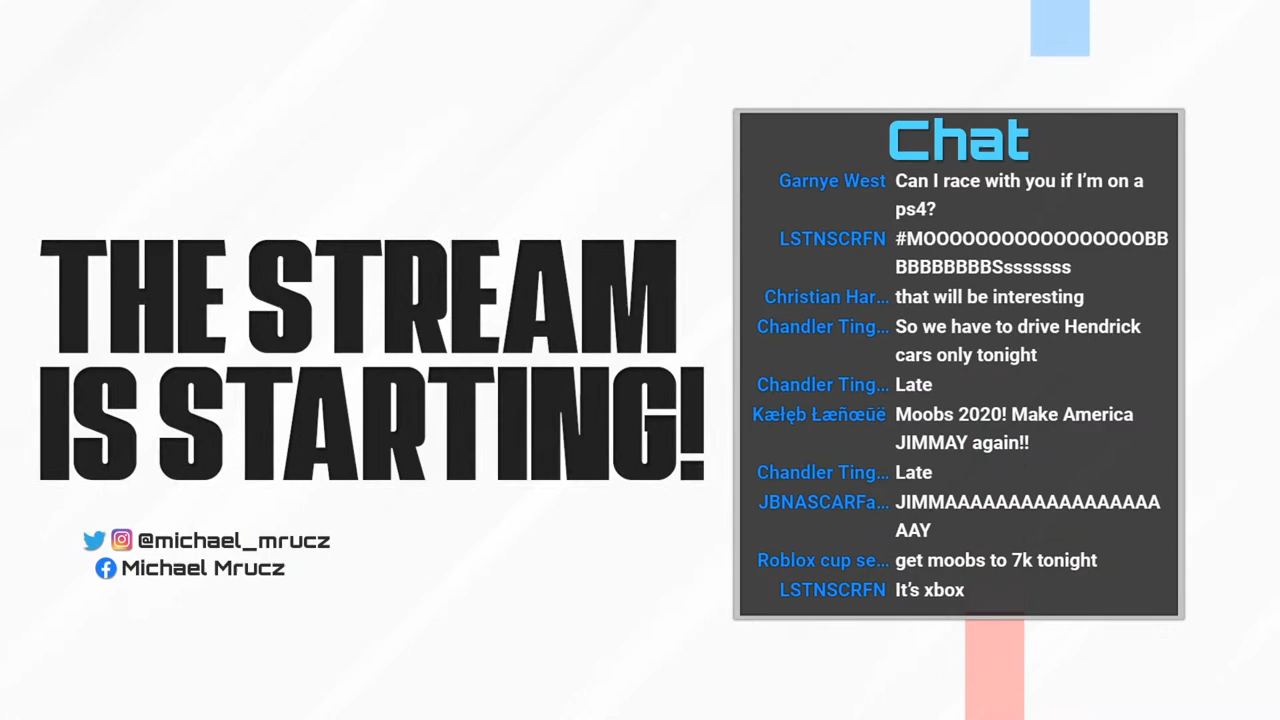 THE STREAM
IS STARTING!
@michael_mrucz
Michael Mrucz
Chat
Garnye West Can I race with you if I’m on a
ps4?
LSTNSCRFN #MOOOOOOOOOOOOOOOOOBB
BBBBBBBBBSsssssss
Christian Har... that will be interesting
Chandler Ting... So we have to drive Hendrick
cars only tonight
Chandler Ting... Late
Kæłęb Łæñœūë Moobs 2020! Make America
JIMMAY again!!
Chandler Ting... Late
JBNASCARFa... JIMMAAAAAAAAAAAAAAAAA
AAY
Roblox cup se... get moobs to 7k tonight
LSTNSCRFN It’s xbox